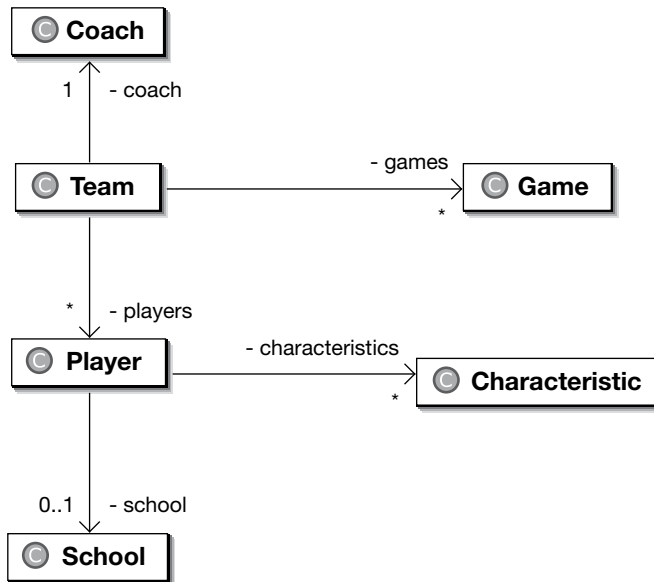 C Coach
1 - coach
C Team
- games
*
C Game
* - players
C Player
- characteristics
*
C Characteristic
0..1 - school
C School